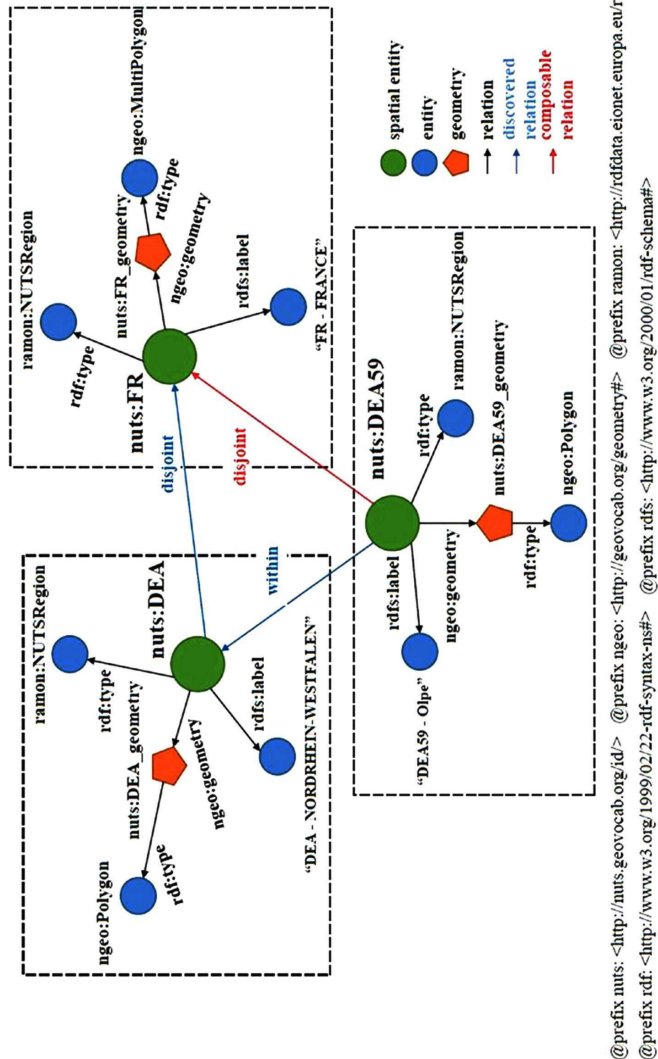 ramon:NUTSRegion
rdf:type
ngeo:Polygon
nuts:DEA_geometry
rdf:type
ngeo:geometry
nuts:DEA
rdfs:label
"DEA - NORDRHEIN-WESTFALEN"
ramon:NUTSRegion
rdf:type
ngeo:MultiPolygon
nuts:FR_geometry
rdf:type
ngeo:geometry
nuts:FR
rdfs:label
"FR - FRANCE"
disjoint
disjoint
within
nuts:DEA59
rdfs:label
rdf:type
"DEA59 - Olpe"
ngeo:geometry
ramon:NUTSRegion
nuts:DEA59_geometry
rdf:type
ngeo:Polygon
spatial entity
entity
geometry
relation
discovered
relation
composable
relation
@prefix nuts: <http://nuts.geovocab.org/id/> @prefix ngeo: <http://geovocab.org/geometry#> @prefix ramon: <http://rdfdata.eionet.europa.eu/r
@prefix rdf: <http://www.w3.org/1999/02/22-rdf-syntax-ns#> @prefix rdfs: <http://www.w3.org/2000/01/rdf-schema#>